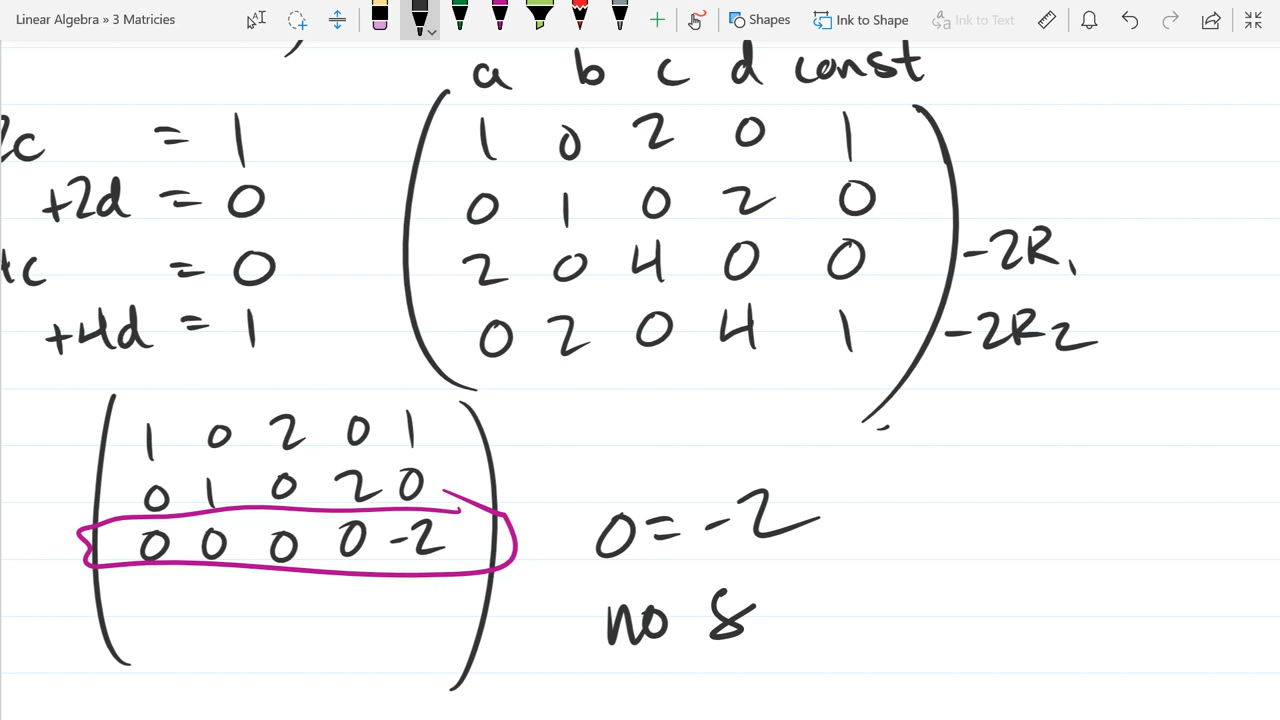 Linear Algebra » 3 Matricies
Shapes
Ink to Shape
Ink to Text
a b c d const
2c = 1
+2d = 0
4c = 0
+4d = 1
1 0 2 0 1
0 1 0 2 0
2 0 4 0 0 -2R₁
0 2 0 4 1 -2R2
1 0 2 0 1
0 1 0 2 0
0 0 0 0 -2
0 = -2
no s